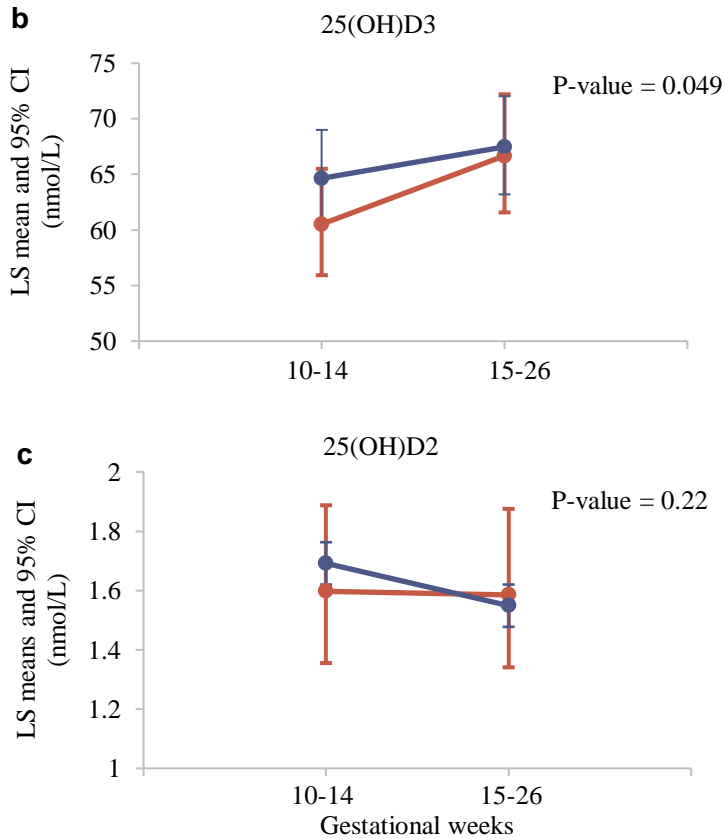 b
25(OH)D3
LS mean and 95% CI
(nmol/L)
P-value = 0.049
75
70
65
60
55
50
10-14
15-26
c
25(OH)D2
LS means and 95% CI
(nmol/L)
P-value = 0.22
2
1.8
1.6
1.4
1.2
1
10-14
15-26
Gestational weeks